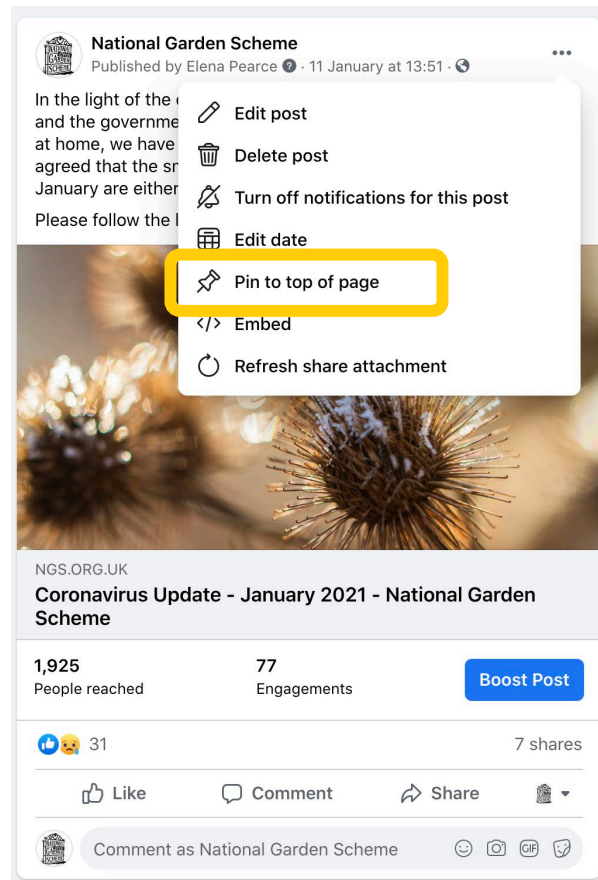 National Garden Scheme
Published by Elena Pearce ? · 11 January at 13:51 ·
In the light of the
and the governme
at home, we have
agreed that the sn
January are either
Please follow the
Edit post
Delete post
Turn off notifications for this post
Edit date
Pin to top of page
</> Embed
Refresh share attachment
NGS.ORG.UK
Coronavirus Update - January 2021 - National Garden
Scheme
1,925
People reached
77
Engagements
Boost Post
31
7 shares
Like
Comment
Share
Comment as National Garden Scheme
GIF